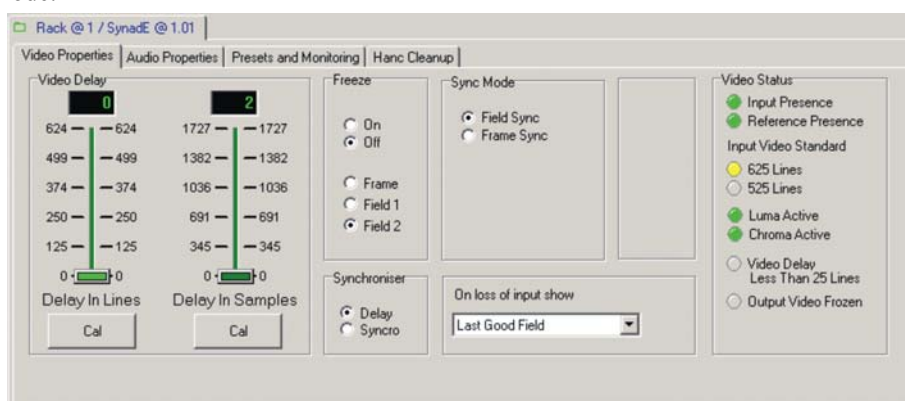 Rack @ 1 / SynadE @ 1.01
Video Properties Audio Properties Presets and Monitoring Hanc Cleanup
Video Delay
0 2
624 624 1727 1727
499 499 1382 1382
374 374 1036 1036
250 250 691 691
125 125 345 345
0 0 0 0
Delay In Lines Delay In Samples
Cal Cal
Freeze
On
Off
Frame
Field 1
Field 2
Synchroniser
Delay
Syncro
Sync Mode
Field Sync
Frame Sync
On loss of input show
Last Good Field
Video Status
Input Presence
Reference Presence
Input Video Standard
625 Lines
525 Lines
Luma Active
Chroma Active
Video Delay
Less Than 25 Lines
Output Video Frozen